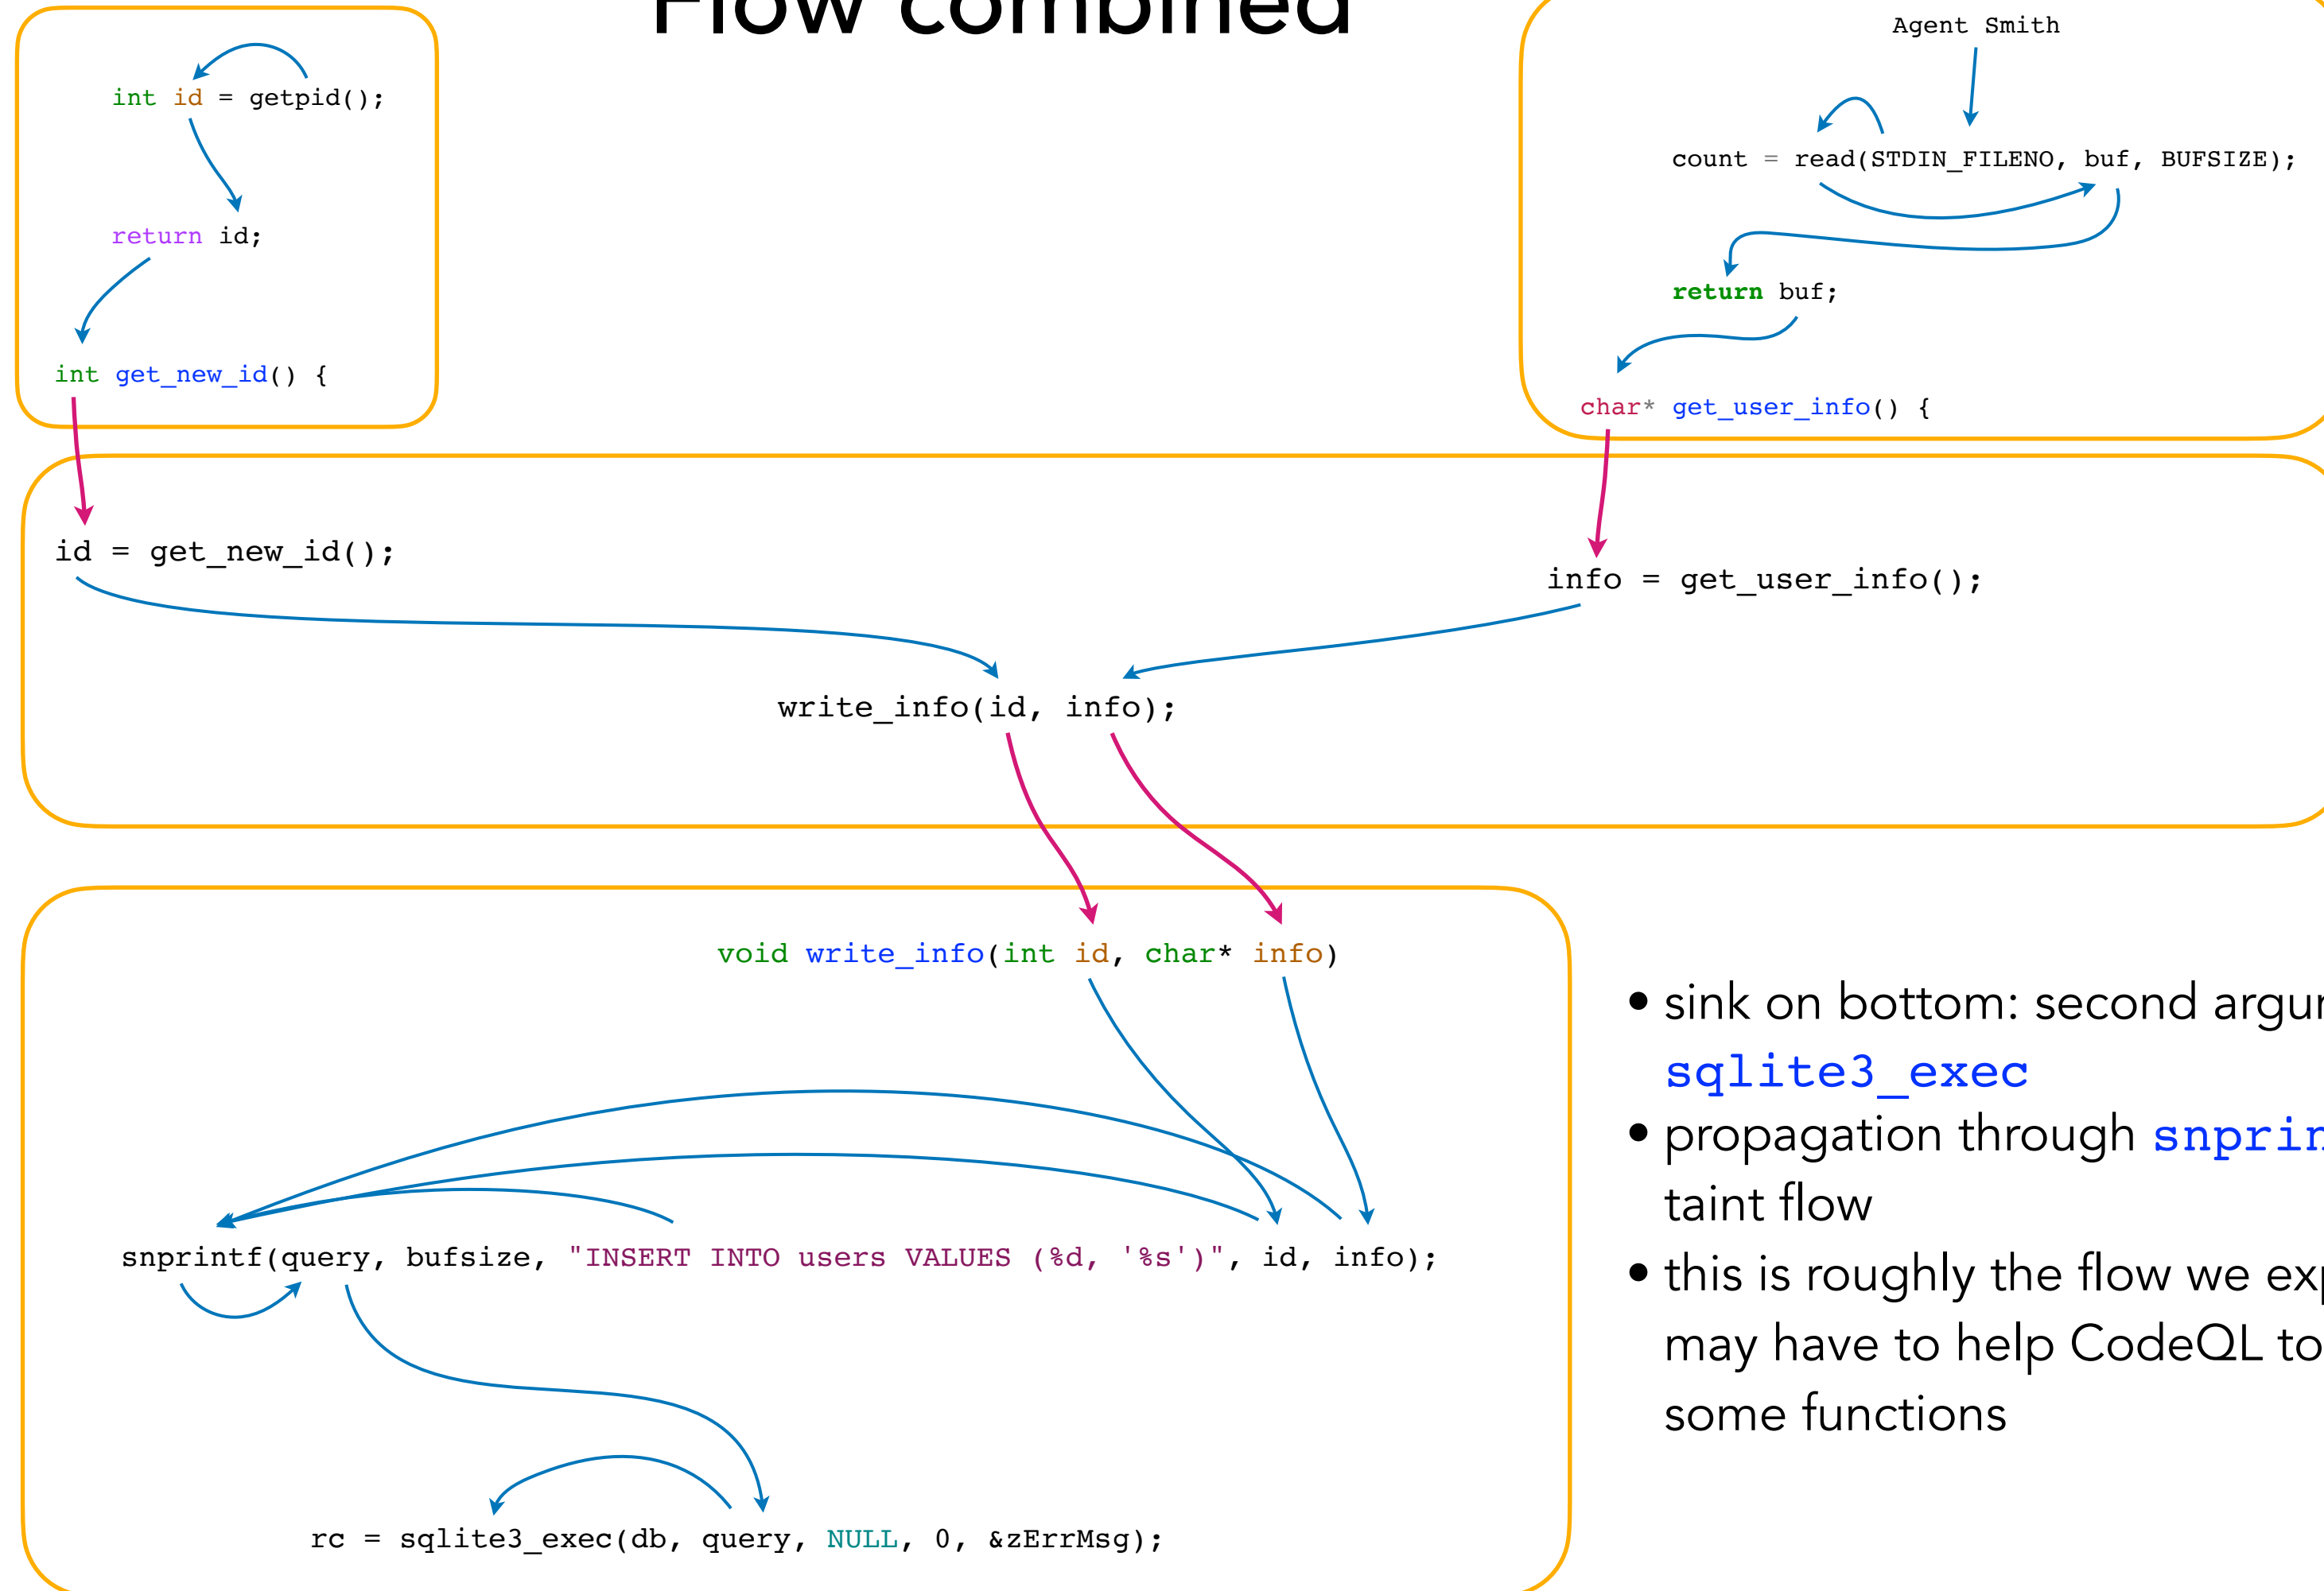 Flow combined
int id = getpid();
return id;
int get_new_id() {
Agent Smith
count = read(STDIN_FILENO, buf, BUFSIZE);
return buf;
char* get_user_info() {
id = get_new_id();
info = get_user_info();
write_info(id, info);
void write_info(int id, char* info)
snprintf(query, bufsize, "INSERT INTO users VALUES (%d, '%s')", id, info);
rc = sqlite3_exec(db, query, NULL, 0, &zErrMsg);
• sink on bottom: second
sqlite3_exec
• propagation through
taint flow
• this is roughly the flow we
may have to help CodeQL to
some functions